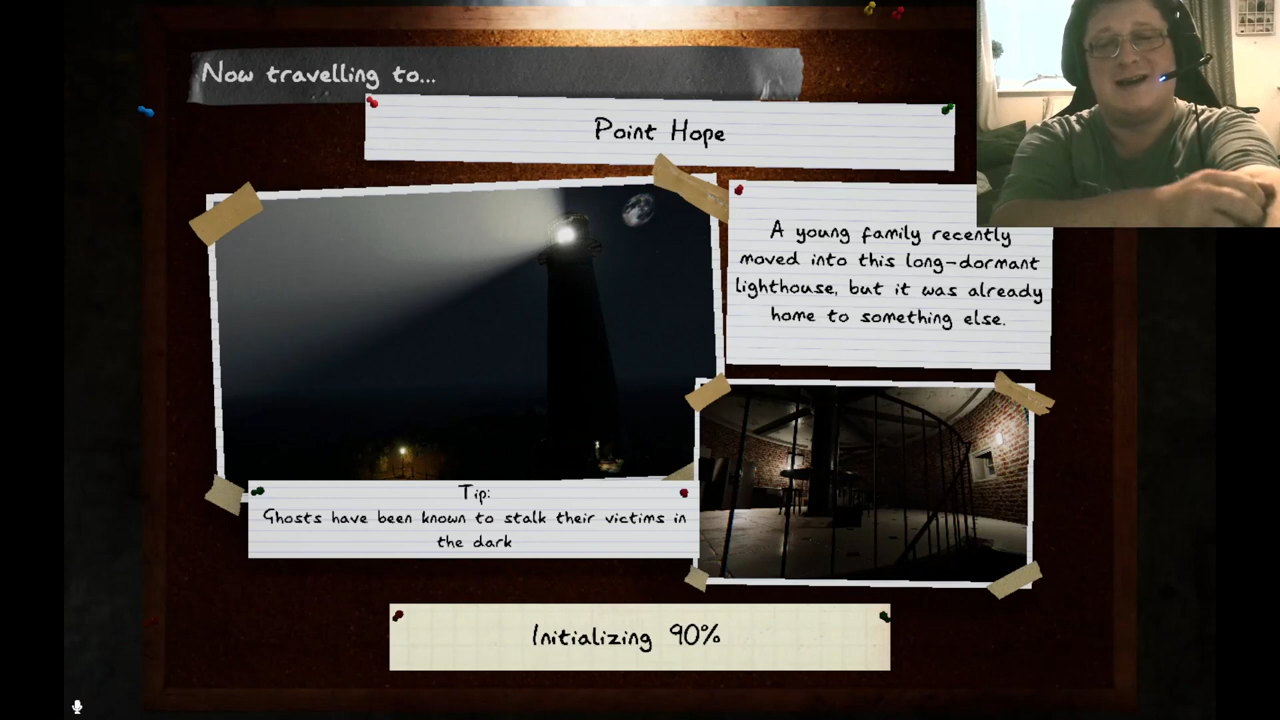 Now travelling to...
Point Hope
A young family recently
moved into this long-dormant
lighthouse, but it was already
home to something else.
Tip:
Ghosts have been known to stalk their victims in
the dark
Initializing 90%